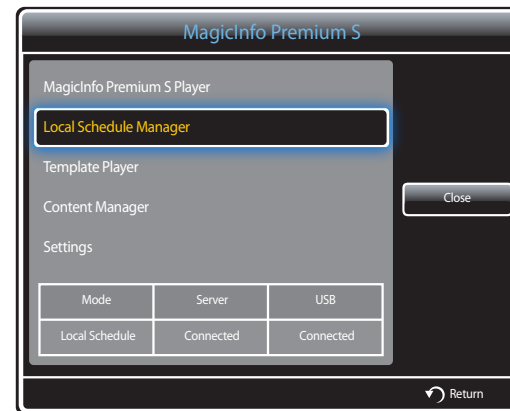 MagicInfo Premium S
MagicInfo Premium S Player
Local Schedule Manager
Template Player
Content Manager
Settings
Close
Mode Server USB
Local Schedule Connected Connected
Return